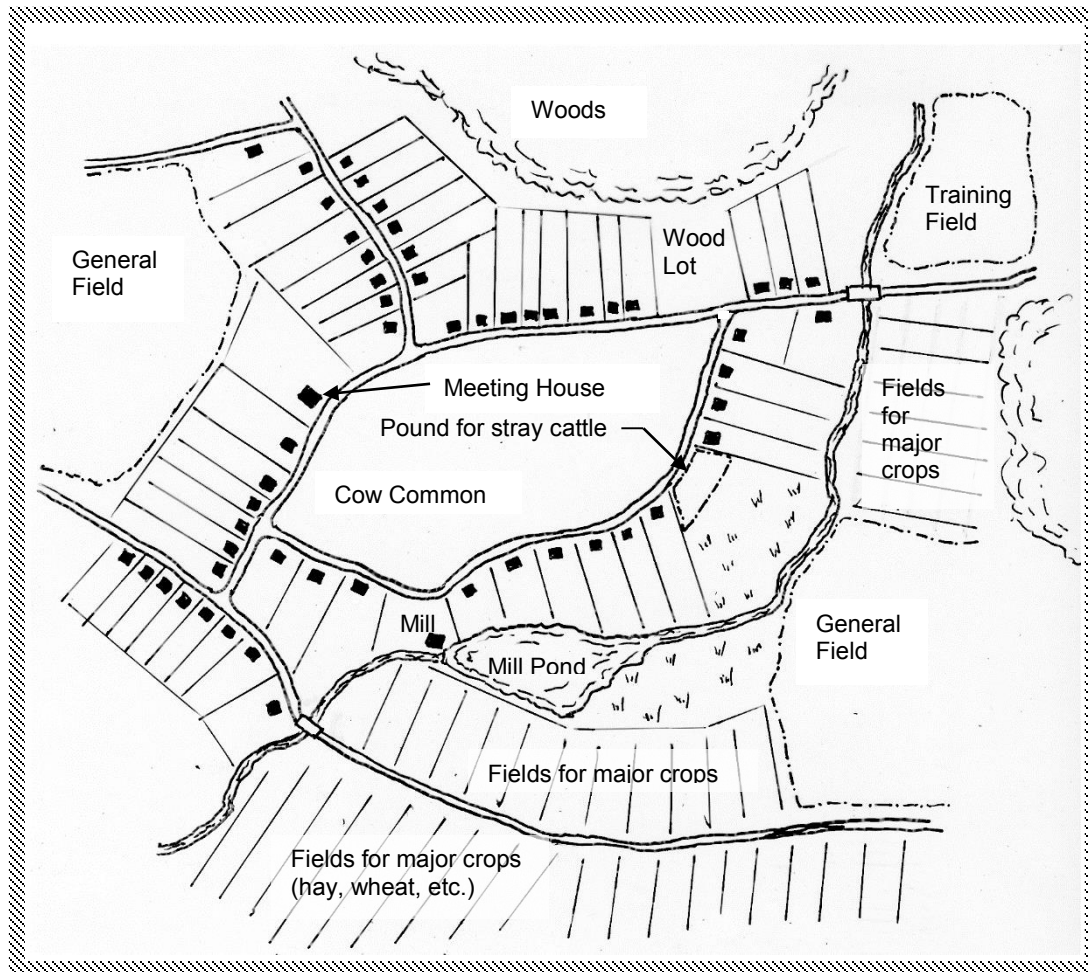 Woods
Training
Field
Wood
Lot
General
Field
Meeting House
Fields
for
major
crops
Pound for stray cattle
Cow Common
Mill
General
Field
Mill Pond
Fields for major crops
Fields for major crops
(hay, wheat, etc.)